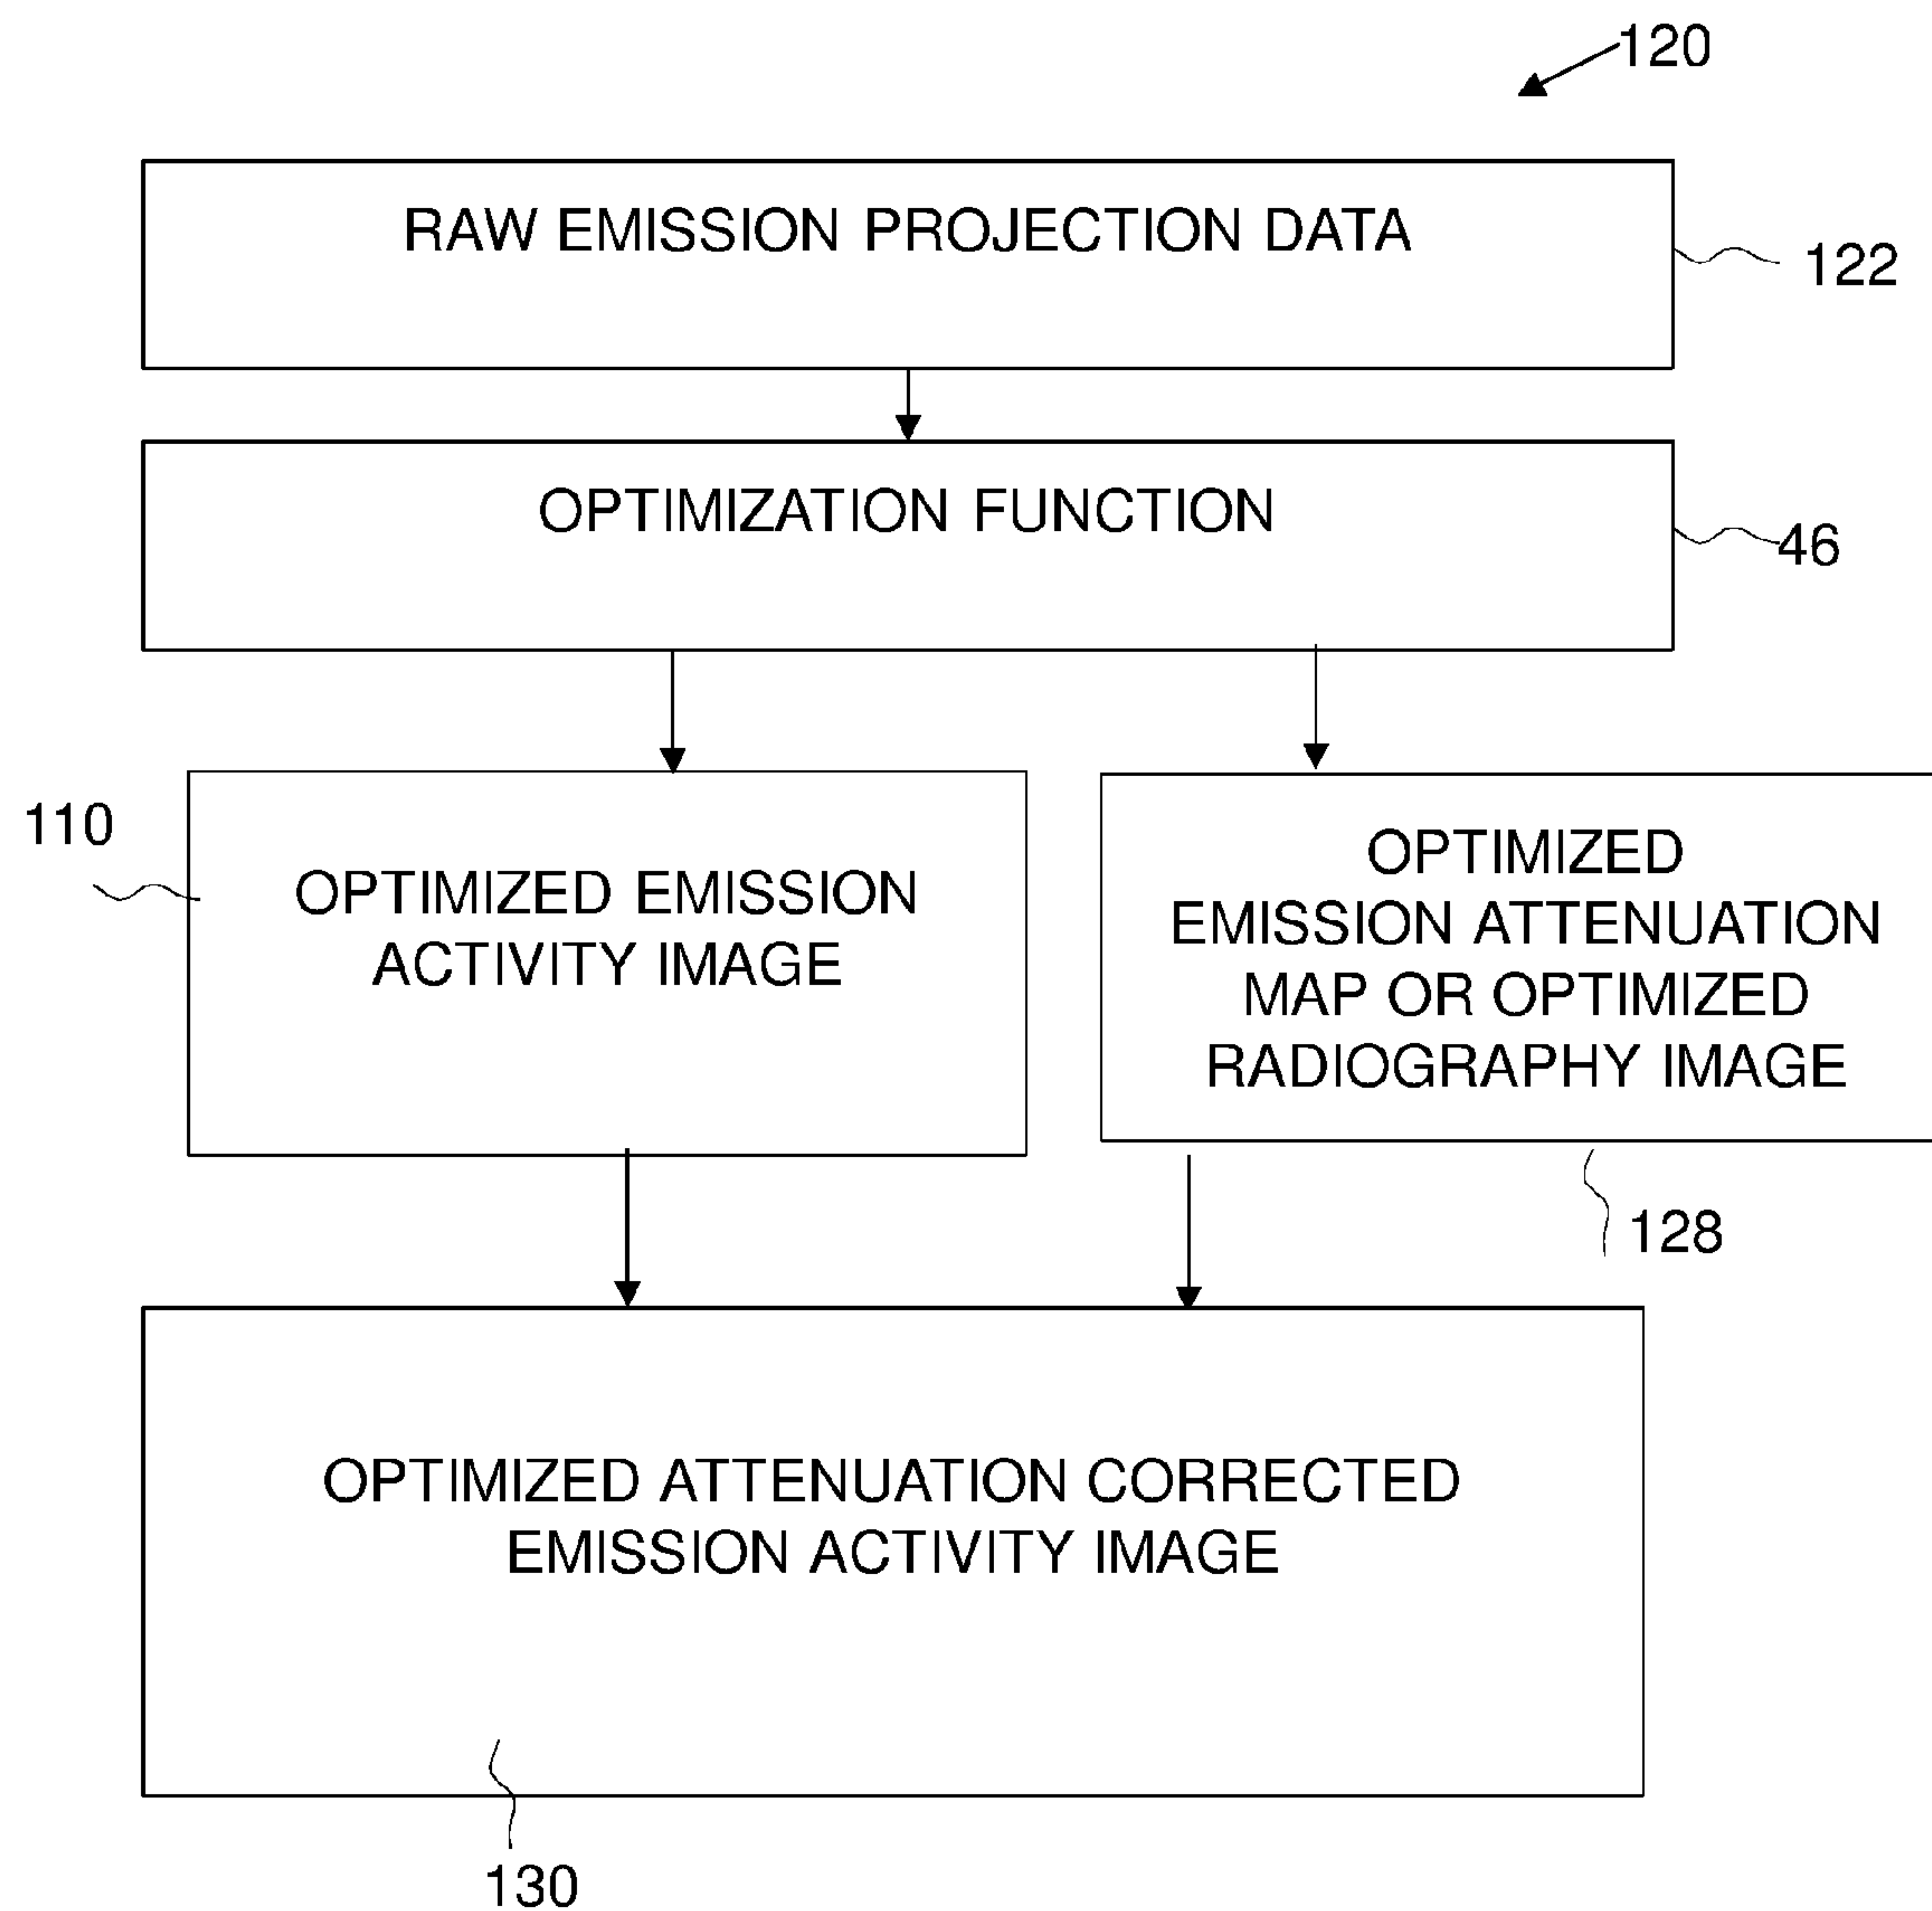 120
RAW EMISSION PROJECTION DATA
122
OPTIMIZATION FUNCTION
46
110
OPTIMIZED EMISSION
ACTIVITY IMAGE
OPTIMIZED
EMISSION ATTENUATION
MAP OR OPTIMIZED
RADIOGRAPHY IMAGE
128
OPTIMIZED ATTENUATION CORRECTED
EMISSION ACTIVITY IMAGE
130